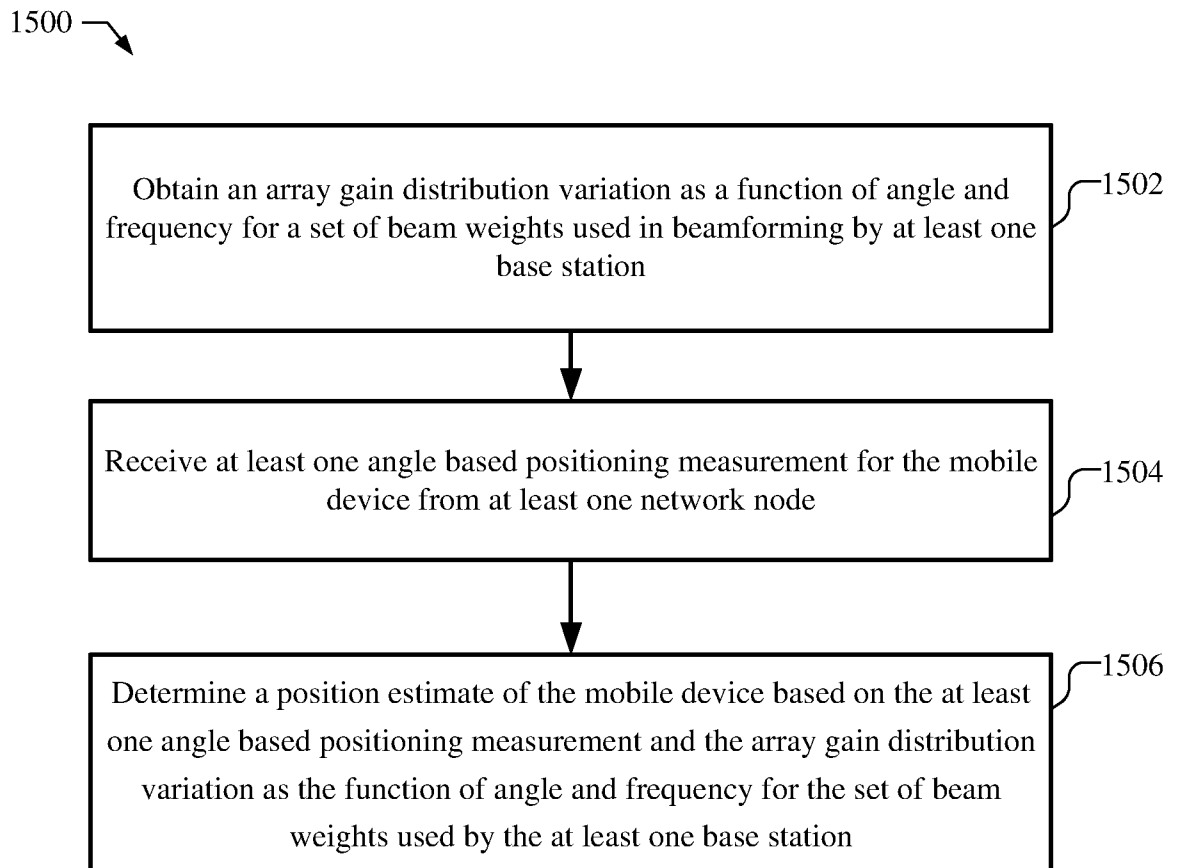 1500
Obtain an array gain distribution variation as a function of angle and
frequency for a set of beam weights used in beamforming by at least one
base station
1502
Receive at least one angle based positioning measurement for the mobile
device from at least one network node
1504
Determine a position estimate of the mobile device based on the at least
one angle based positioning measurement and the array gain distribution
variation as the function of angle and frequency for the set of beam
weights used by the at least one base station
1506